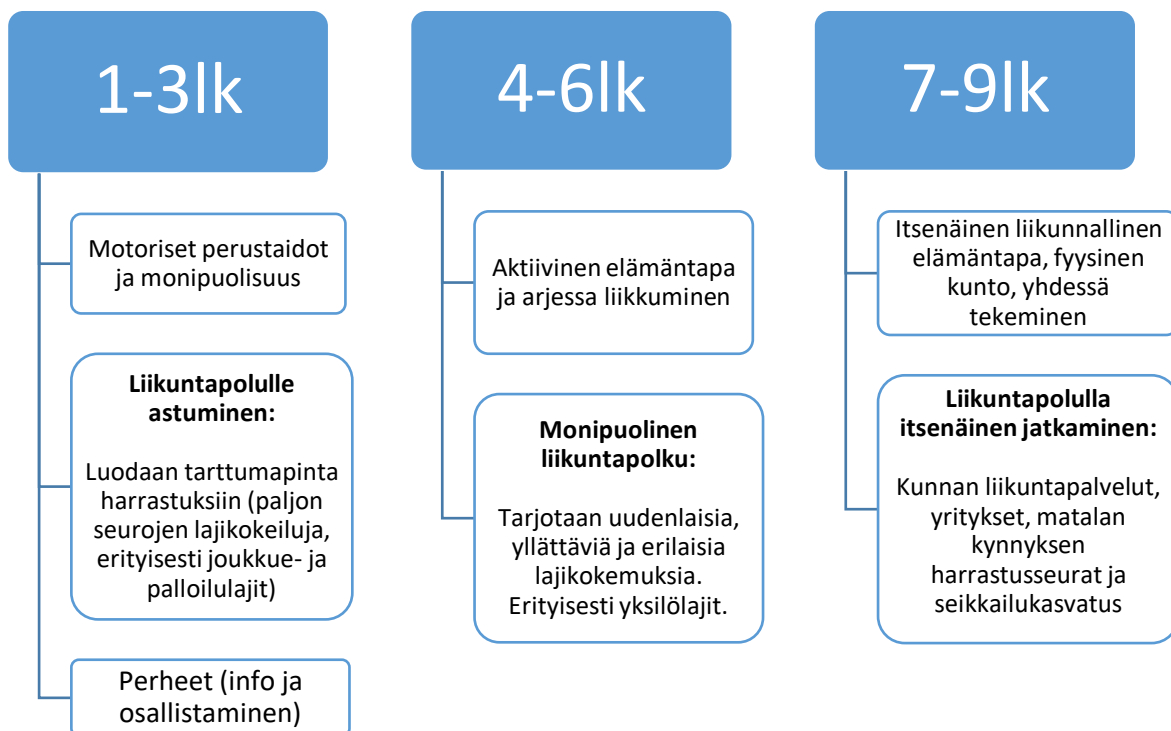 1-3lk
Motoriset perustaidot
ja monipuolisuus
Liikuntapolulle
astuminen:
Luodaan tarttumapinta
harrastuksiin (paljon
seurojen lajikokeiluja,
erityisesti joukkue- ja
palloilulajit)
Perheet (info ja
osallistaminen)
4-6lk
Aktiivinen elämäntapa
ja arjessa liikkuminen
Monipuolinen
liikuntapolku:
Tarjotaan uudenlaisia,
yllättäviä ja erilaisia
lajikokemuksia.
Erityisesti yksilölajit.
7-9lk
Itsenäinen liikunnallinen
elämäntapa, fyysinen
kunto, yhdessä
tekeminen
Liikuntapolulla
itsenäinen jatkaminen:
Kunnan liikuntapalvelut,
yritykset, matalan
kynnyksen
harrastusseurat ja
seikkailukasvatus